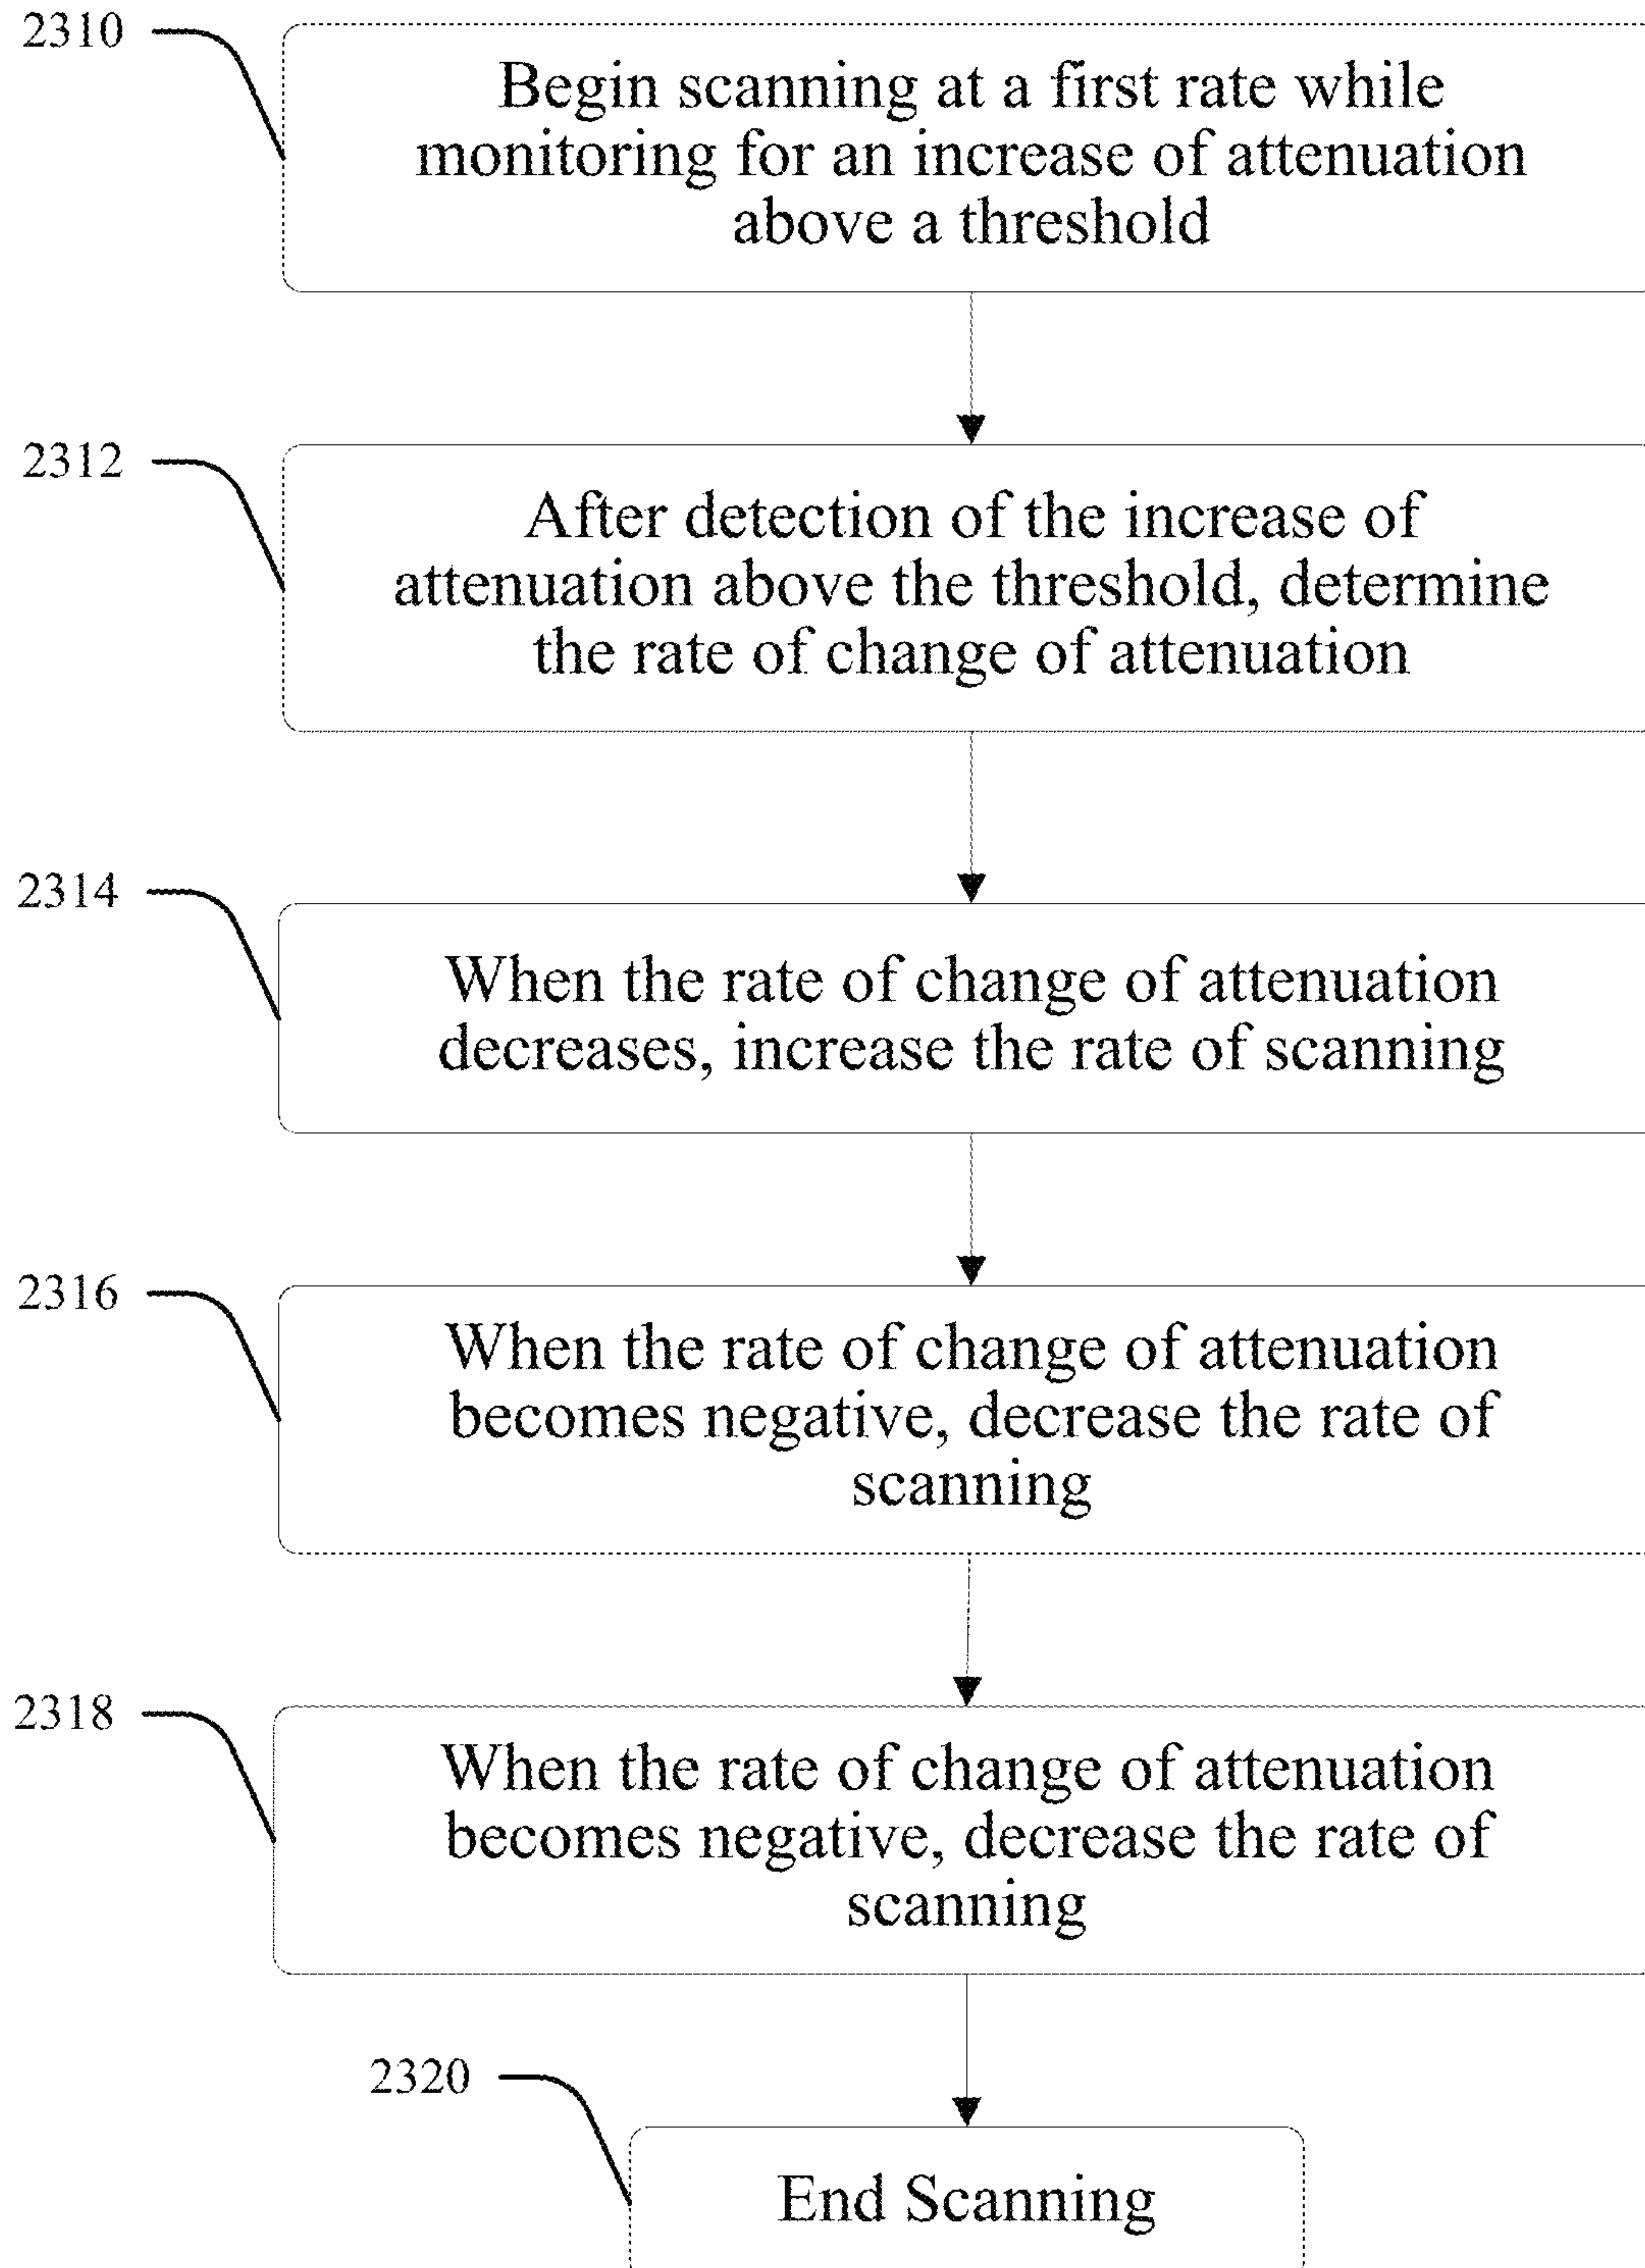 2310
Begin scanning at a first rate while
monitoring for an increase of attenuation
above a threshold
2312
After detection of the increase of
attenuation above the threshold, determine
the rate of change of attenuation
2314
When the rate of change of attenuation
decreases, increase the rate of scanning
2316
When the rate of change of attenuation
becomes negative, decrease the rate of
scanning
2318
When the rate of change of attenuation
becomes negative, decrease the rate of
scanning
2320
End Scanning